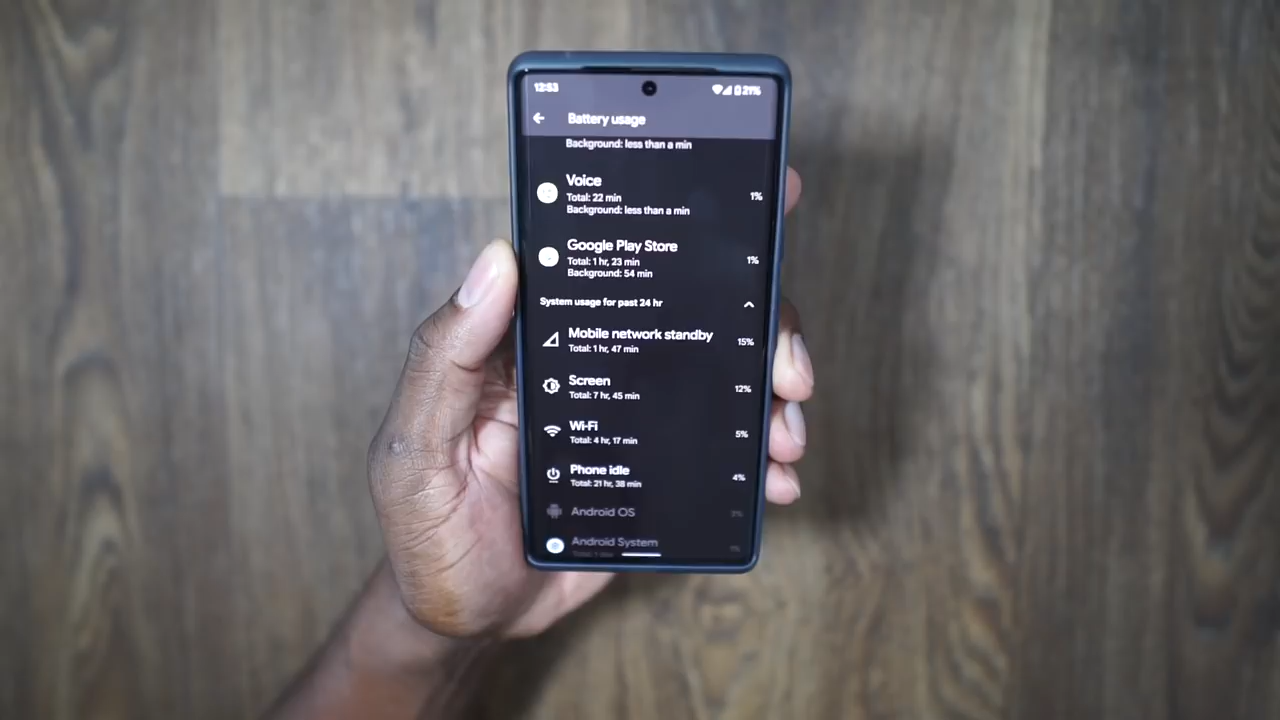 12:53
21%
Battery usage
Background: less than a min
Voice
Total: 22 min
1%
Background: less than a min
Google Play Store
Total: 1 hr, 23 min
1%
Background: 54 min
System usage for past 24 hr
Mobile network standby
15%
Total: 1 hr, 47 min
Screen
12%
Total: 7 hr, 45 min
Wi-Fi
5%
Total: 4 hr, 17 min
Phone idle
4%
Total: 21 hr, 38 min
Android OS
Android System